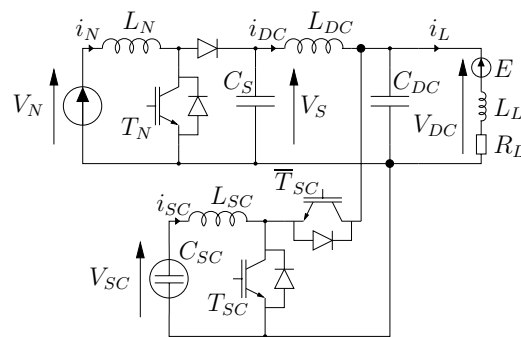 i_N L_N i_DC L_DC i_L
V_N T_N C_S V_S C_DC V_DC E L_L R_L
i_SC L_SC T̅_SC
V_SC C_SC T_SC